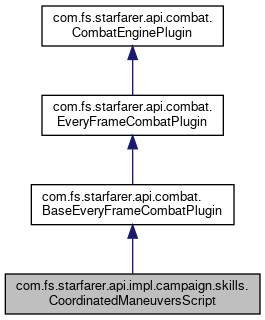 com.fs.starfarer.api.combat.
CombatEnginePlugin
com.fs.starfarer.api.combat.
EveryFrameCombatPlugin
com.fs.starfarer.api.combat.
BaseEveryFrameCombatPlugin
com.fs.starfarer.api.impl.campaign.skills.
CoordinatedManeuversScript